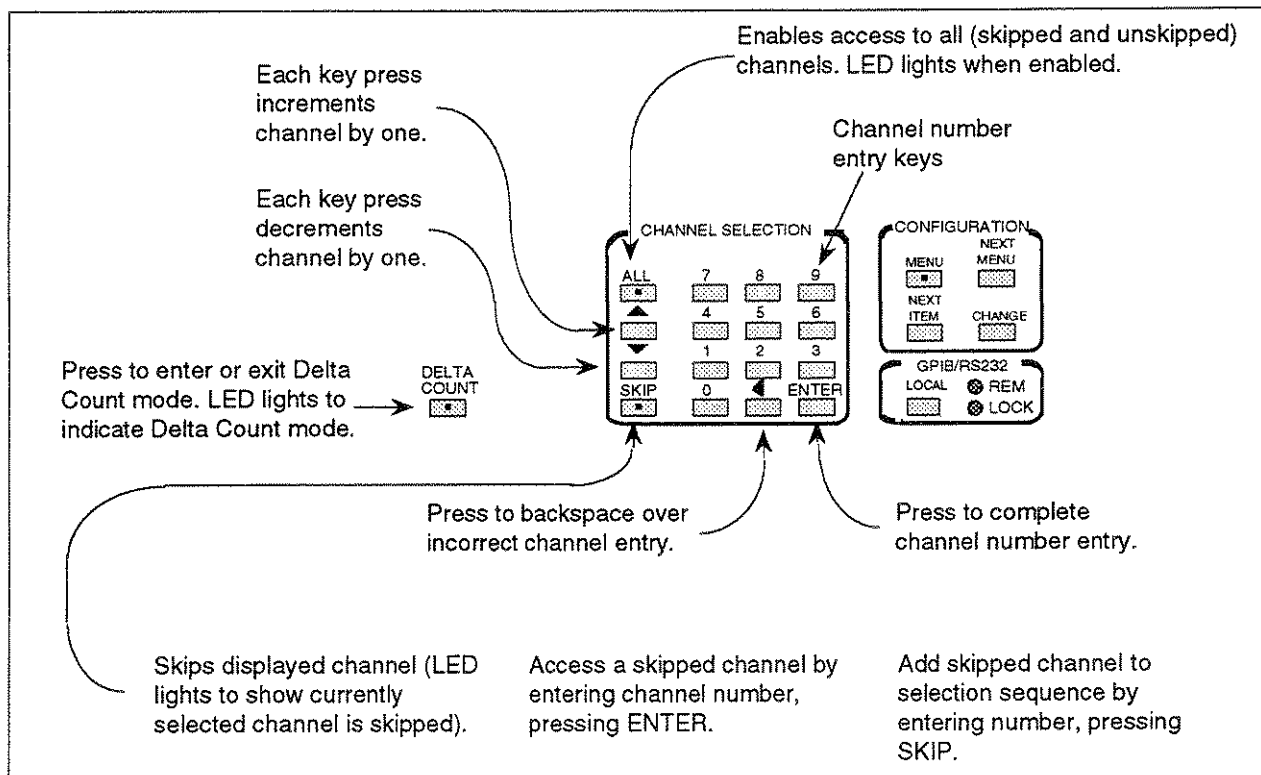 Enables access to all (skipped and unskipped)
channels. LED lights when enabled.
Each key press
increments
channel by one.
Channel number
entry keys
Each key press
decrements
channel by one.
CHANNEL SELECTION
ALL 7 8 9
4 5 6
1 2 3
SKIP 0 ENTER
CONFIGURATION
MENU NEXT MENU
NEXT ITEM CHANGE
GPIB/RS232
LOCAL REM
LOCK
Press to enter or exit Delta
Count mode. LED lights to
indicate Delta Count mode.
DELTA
COUNT
Press to backspace over
incorrect channel entry.
Press to complete
channel number entry.
Skips displayed channel (LED
lights to show currently
selected channel is skipped).
Access a skipped channel by
entering channel number,
pressing ENTER.
Add skipped channel to
selection sequence by
entering number, pressing
SKIP.